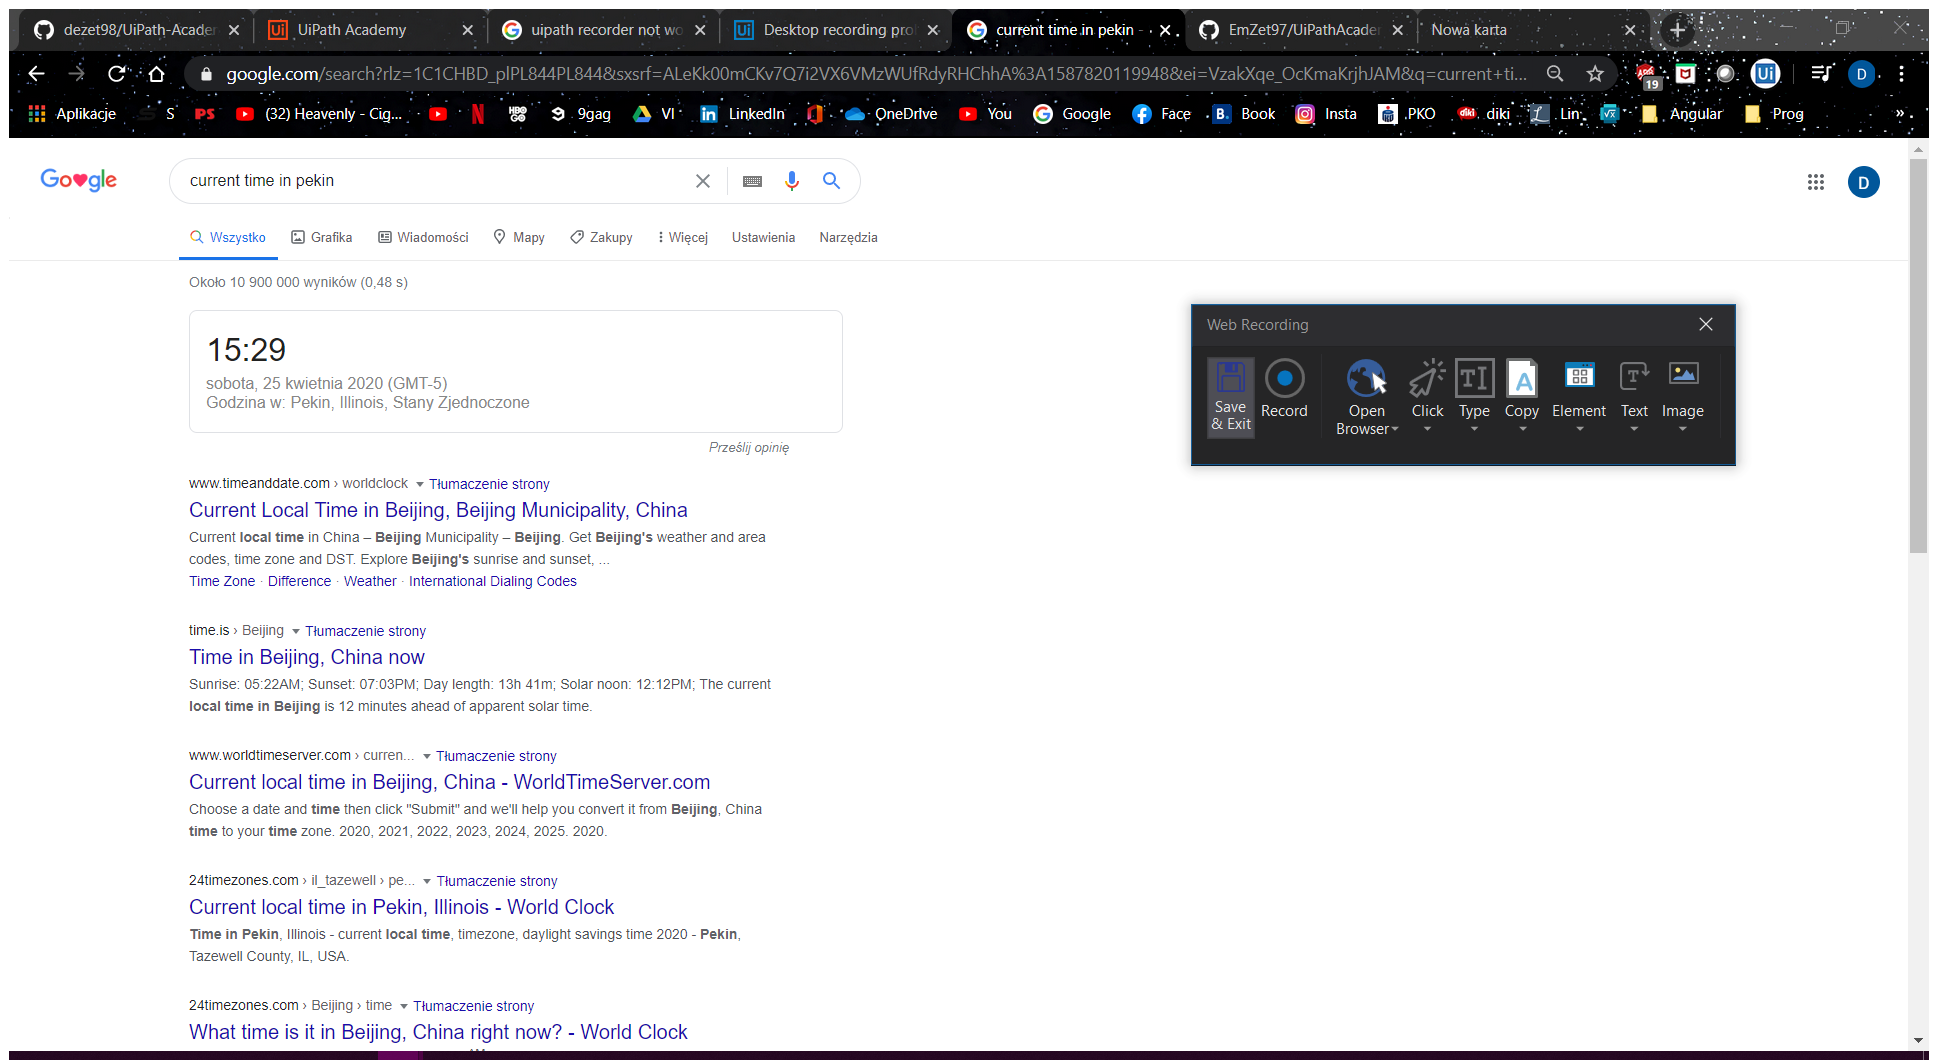 dezet98/UiPath-Acader
UiPath Academy
uipath recorder not wo
Desktop recording pro
current time in pekin -
EmZet97/UiPathAcader
Nowa karta
google.com/search?rlz=1C1CHBD_plPL844PL844&sxsrf=ALeKk00mCKv7Q7i2VX6VMzWUfRdyRHChhA%3A1587820119948&ei=VzakXqe_OcKmaKrjhJAM&q=current+ti...
19
Ui
D
Aplikacje
S
PS
(32) Heavenly - Cig...
N
HBO GO
9gag
VI
LinkedIn
OneDrive
You
Google
Face
Book
Insta
PKO
diki
Lin
Angular
Prog
»
Google
current time in pekin
D
Wszystko
Grafika
Wiadomości
Mapy
Zakupy
Więcej
Ustawienia
Narzędzia
Około 10 900 000 wyników (0,48 s)
15:29
sobota, 25 kwietnia 2020 (GMT-5)
Godzina w: Pekin, Illinois, Stany Zjednoczone
Prześlij opinię
Web Recording
Save & Exit
Record
Open Browser
Click
Type
Copy
Element
Text
Image
www.timeanddate.com › worldclock Tłumaczenie strony
Current Local Time in Beijing, Beijing Municipality, China
Current local time in China – Beijing Municipality – Beijing. Get Beijing's weather and area
codes, time zone and DST. Explore Beijing's sunrise and sunset, ...
Time Zone · Difference · Weather · International Dialing Codes
time.is › Beijing Tłumaczenie strony
Time in Beijing, China now
Sunrise: 05:22AM; Sunset: 07:03PM; Day length: 13h 41m; Solar noon: 12:12PM; The current
local time in Beijing is 12 minutes ahead of apparent solar time.
www.worldtimeserver.com › curren... Tłumaczenie strony
Current local time in Beijing, China - WorldTimeServer.com
Choose a date and time then click "Submit" and we'll help you convert it from Beijing, China
time to your time zone. 2020, 2021, 2022, 2023, 2024, 2025. 2020.
24timezones.com › il_tazewell › pe... Tłumaczenie strony
Current local time in Pekin, Illinois - World Clock
Time in Pekin, Illinois - current local time, timezone, daylight savings time 2020 - Pekin,
Tazewell County, IL, USA.
24timezones.com › Beijing › time Tłumaczenie strony
What time is it in Beijing, China right now? - World Clock